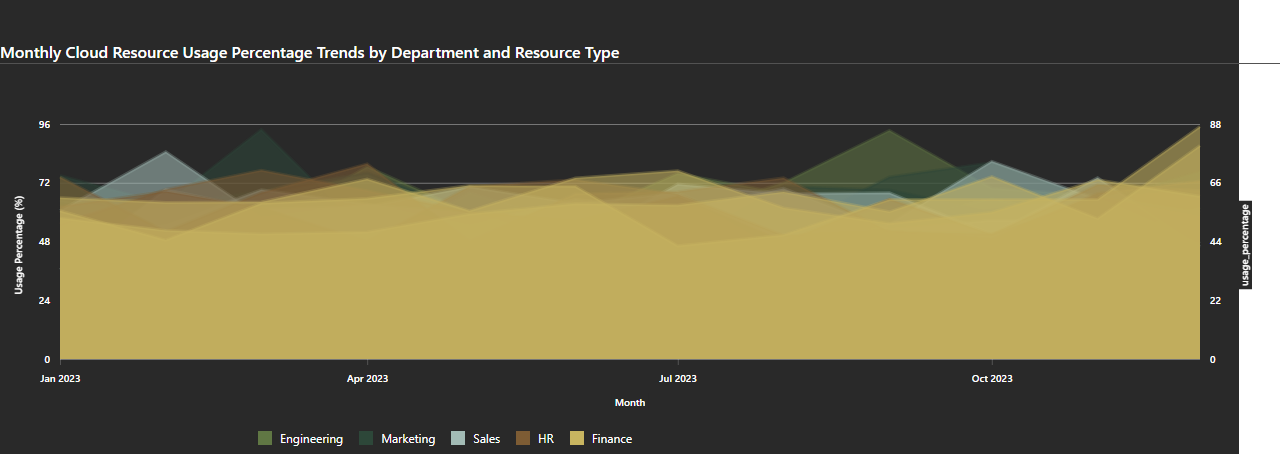 Monthly Cloud Resource Usage Percentage Trends by Department and Resource Type
96
72
48
24
0
Usage Percentage (%)
88
66
44
22
0
usage_percentage
Jan 2023
Apr 2023
Jul 2023
Oct 2023
Month
Engineering
Marketing
Sales
HR
Finance